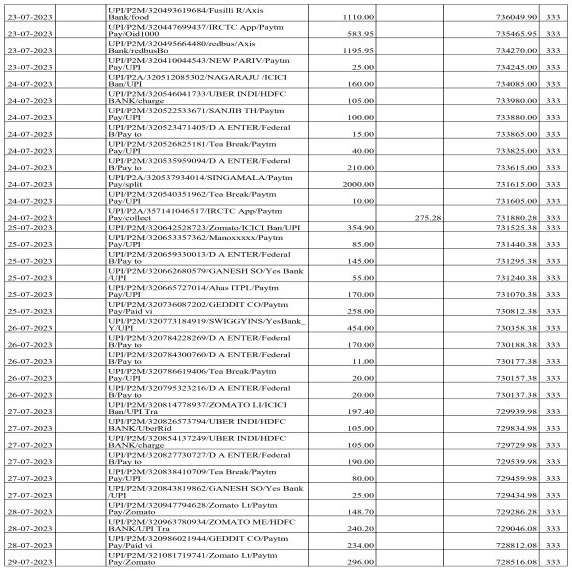 UPI/P2M/320493619684/Fusilli R/Axis
23-07-2023 Bank/food 1110.00 736049.90 333
UPI/P2M/320447699437/IRCTC App/Paytm
23-07-2023 Pay/Oid1000 583.95 735465.95 333
UPI/P2M/320495664480/redbus/Axis
23-07-2023 Bank/redbusBo 1195.95 734270.00 333
UPI/P2M/320410044543/NEW PARIV/Paytm
23-07-2023 Pay/UPI 25.00 734245.00 333
UPI/P2A/320512085302/NAGARAJU /ICICI
24-07-2023 Ban/UPI 160.00 734085.00 333
UPI/P2M/320546041733/UBER INDI/HDFC
24-07-2023 BANK/charge 105.00 733980.00 333
UPI/P2M/320522533671/SANJIB TH/Paytm
24-07-2023 Pay/UPI 100.00 733880.00 333
UPI/P2M/320523471405/D A ENTER/Federal
24-07-2023 B/Pay to 15.00 733865.00 333
UPI/P2M/320526825181/Tea Break/Paytm
24-07-2023 Pay/UPI 40.00 733825.00 333
UPI/P2M/320535959094/D A ENTER/Federal
24-07-2023 B/Pay to 210.00 733615.00 333
UPI/P2A/320537934014/SINGAMALA/Paytm
24-07-2023 Pay/split 2000.00 731615.00 333
UPI/P2M/320540351962/Tea Break/Paytm
24-07-2023 Pay/UPI 10.00 731605.00 333
UPI/P2A/357141046517/IRCTC App/Paytm
24-07-2023 Pay/collect 275.28 731880.28 333
25-07-2023 UPI/P2M/320642528723/Zomato/ICICI Ban/UPI 354.90 731525.38 333
UPI/P2M/320653357362/Manoxxxxx/Paytm
25-07-2023 Pay/UPI 85.00 731440.38 333
UPI/P2M/320659330013/D A ENTER/Federal
25-07-2023 B/Pay to 145.00 731295.38 333
UPI/P2M/320662680579/GANESH SO/Yes Bank
25-07-2023 /UPI 55.00 731240.38 333
UPI/P2M/320665727014/Ahas ITPL/Paytm
25-07-2023 Pay/UPI 170.00 731070.38 333
UPI/P2M/320736087202/GEDDIT CO/Paytm
25-07-2023 Pay/Paid vi 258.00 730812.38 333
UPI/P2M/320773184919/SWIGGYINS/YesBank_
26-07-2023 Y/UPI 454.00 730358.38 333
UPI/P2M/320784228269/D A ENTER/Federal
26-07-2023 B/Pay to 170.00 730188.38 333
UPI/P2M/320784300760/D A ENTER/Federal
26-07-2023 B/Pay to 11.00 730177.38 333
UPI/P2M/320786619406/Tea Break/Paytm
26-07-2023 Pay/UPI 20.00 730157.38 333
UPI/P2M/320795323216/D A ENTER/Federal
26-07-2023 B/Pay to 20.00 730137.38 333
UPI/P2M/320814778937/ZOMATO LI/ICICI
27-07-2023 Ban/UPI Tra 197.40 729939.98 333
UPI/P2M/320826573794/UBER INDI/HDFC
27-07-2023 BANK/UberRid 105.00 729834.98 333
UPI/P2M/320854137249/UBER INDI/HDFC
27-07-2023 BANK/charge 105.00 729729.98 333
UPI/P2M/320827730727/D A ENTER/Federal
27-07-2023 B/Pay to 190.00 729539.98 333
UPI/P2M/320838410709/Tea Break/Paytm
27-07-2023 Pay/UPI 80.00 729459.98 333
UPI/P2M/320843819862/GANESH SO/Yes Bank
27-07-2023 /UPI 25.00 729434.98 333
UPI/P2M/320947794628/Zomato Lt/Paytm
28-07-2023 Pay/Zomato 148.70 729286.28 333
UPI/P2M/320963780934/ZOMATO ME/HDFC
28-07-2023 BANK/UPI Tra 240.20 729046.08 333
UPI/P2M/320986021944/GEDDIT CO/Paytm
28-07-2023 Pay/Paid vi 234.00 728812.08 333
UPI/P2M/321081719741/Zomato Lt/Paytm
29-07-2023 Pay/Zomato 296.00 728516.08 333